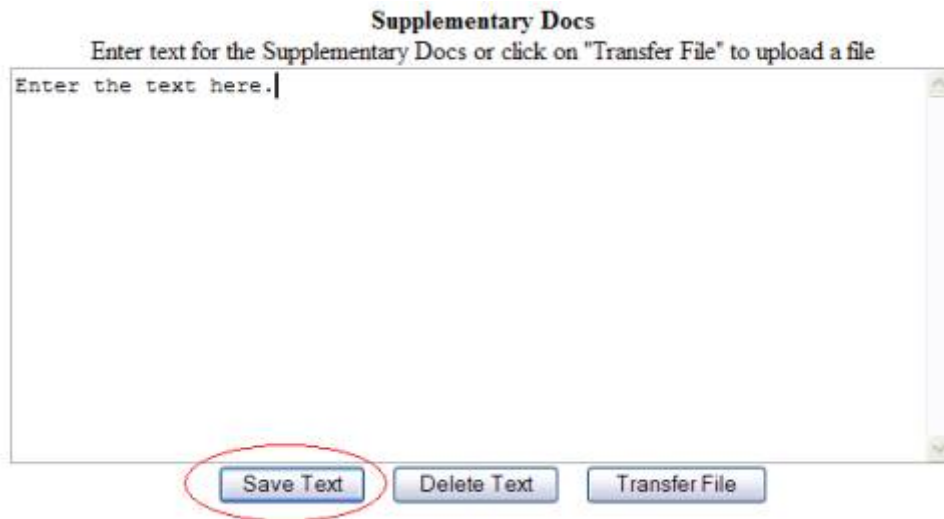 Supplementary Docs
Enter text for the Supplementary Docs or click on "Transfer File" to upload a file
Enter the text here.
Save Text Delete Text Transfer File